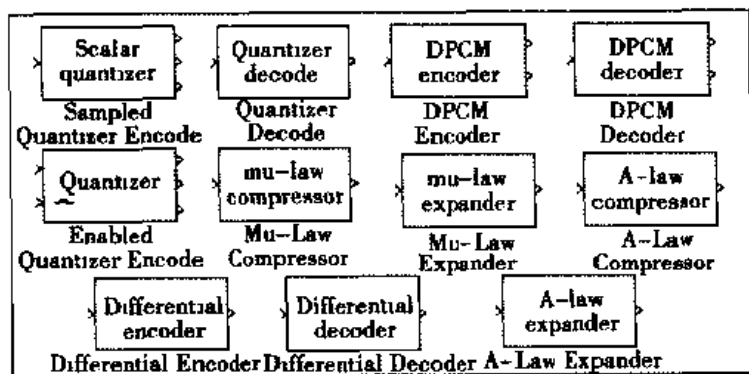 Scalar quantizer
Quantizer decode
DPCM encoder
DPCM decoder
Sampled Quantizer Encode
Quantizer Decode
DPCM Encoder
DPCM Decoder
Quantizer
mu-law compressor
mu-law expander
A-law compressor
Enabled Quantizer Encode
Mu-Law Compressor
Mu-Law Expander
A-Law Compressor
Differential encoder
Differential decoder
A-law expander
Differential Encoder
Differential Decoder
A-Law Expander